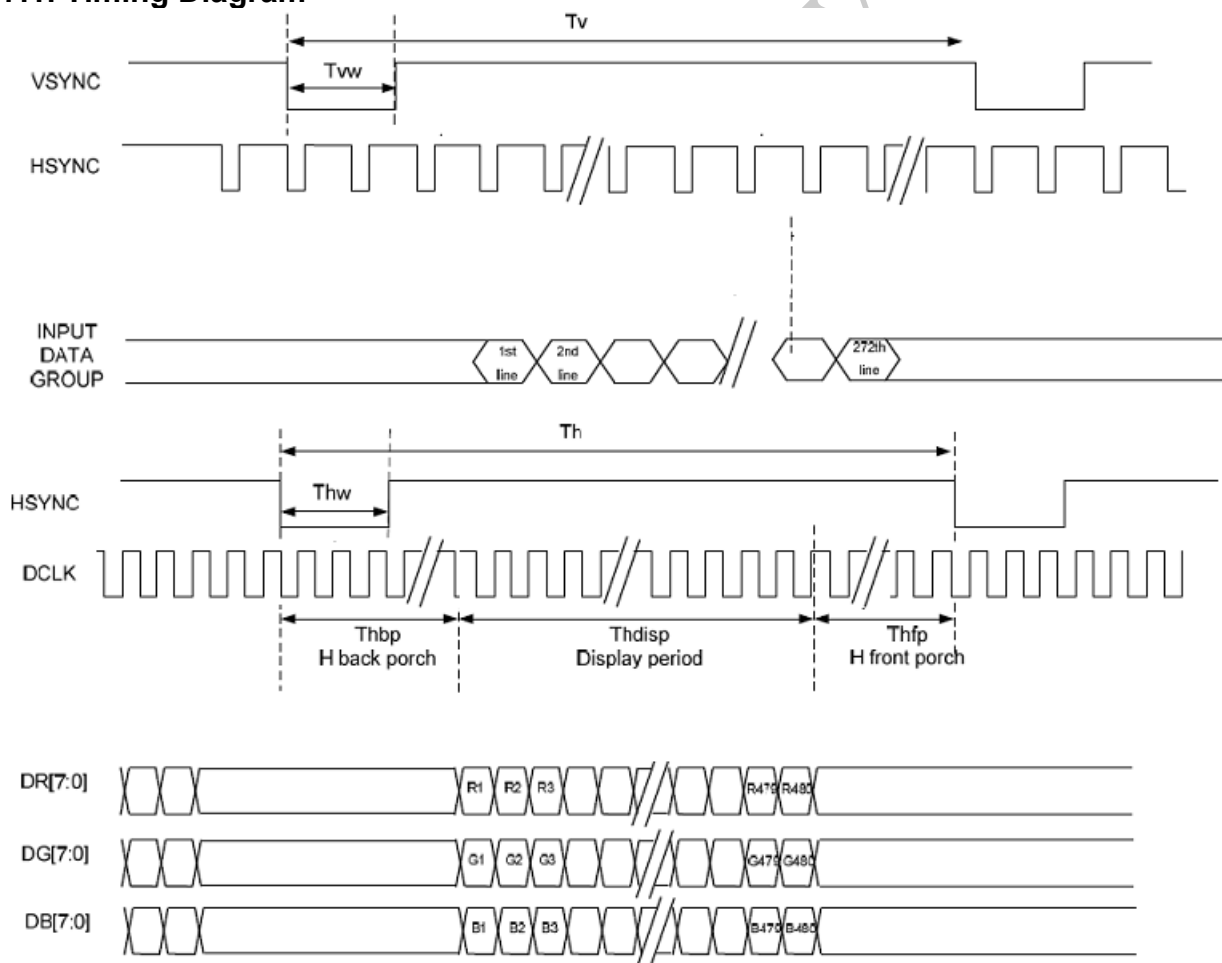 Timing Diagram
Tv
Tvw
VSYNC
HSYNC
INPUT
DATA
GROUP
1st
line
2nd
line
272th
line
Th
Thw
HSYNC
DCLK
Thbp
H back porch
Thdisp
Display period
Thfp
H front porch
DR[7:0]
R1 R2 R3 R479 R480
DG[7:0]
G1 G2 G3 G479 G480
DB[7:0]
B1 B2 B3 B479 B480